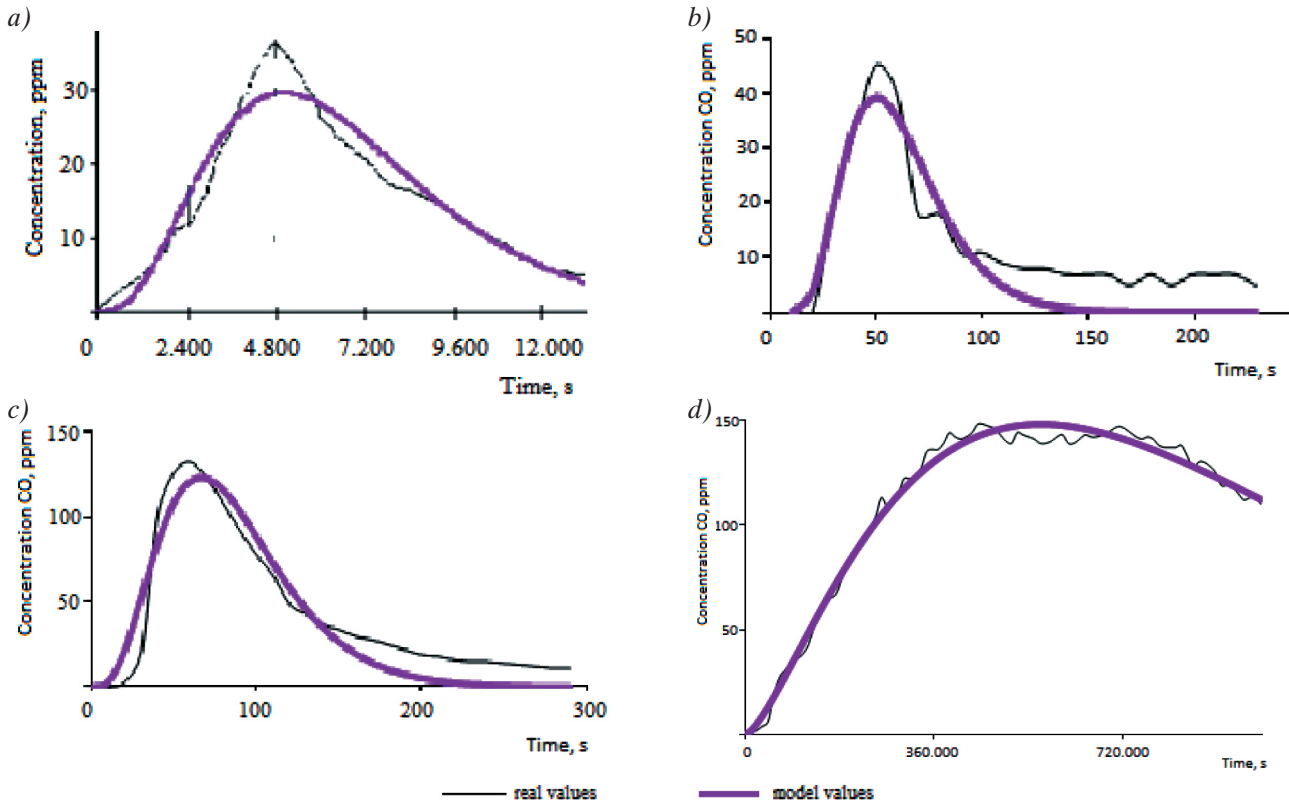 a)
Concentration, ppm
30
20
10
0
2.400
4.800
7.200
9.600
12.000
Time, s
b)
Concentration CO, ppm
50
40
30
20
10
0
50
100
150
200
Time, s
c)
Concentration CO, ppm
150
100
50
0
100
200
300
Time, s
d)
Concentration CO, ppm
150
100
50
0
360.000
720.000
Time, s
real values
model values